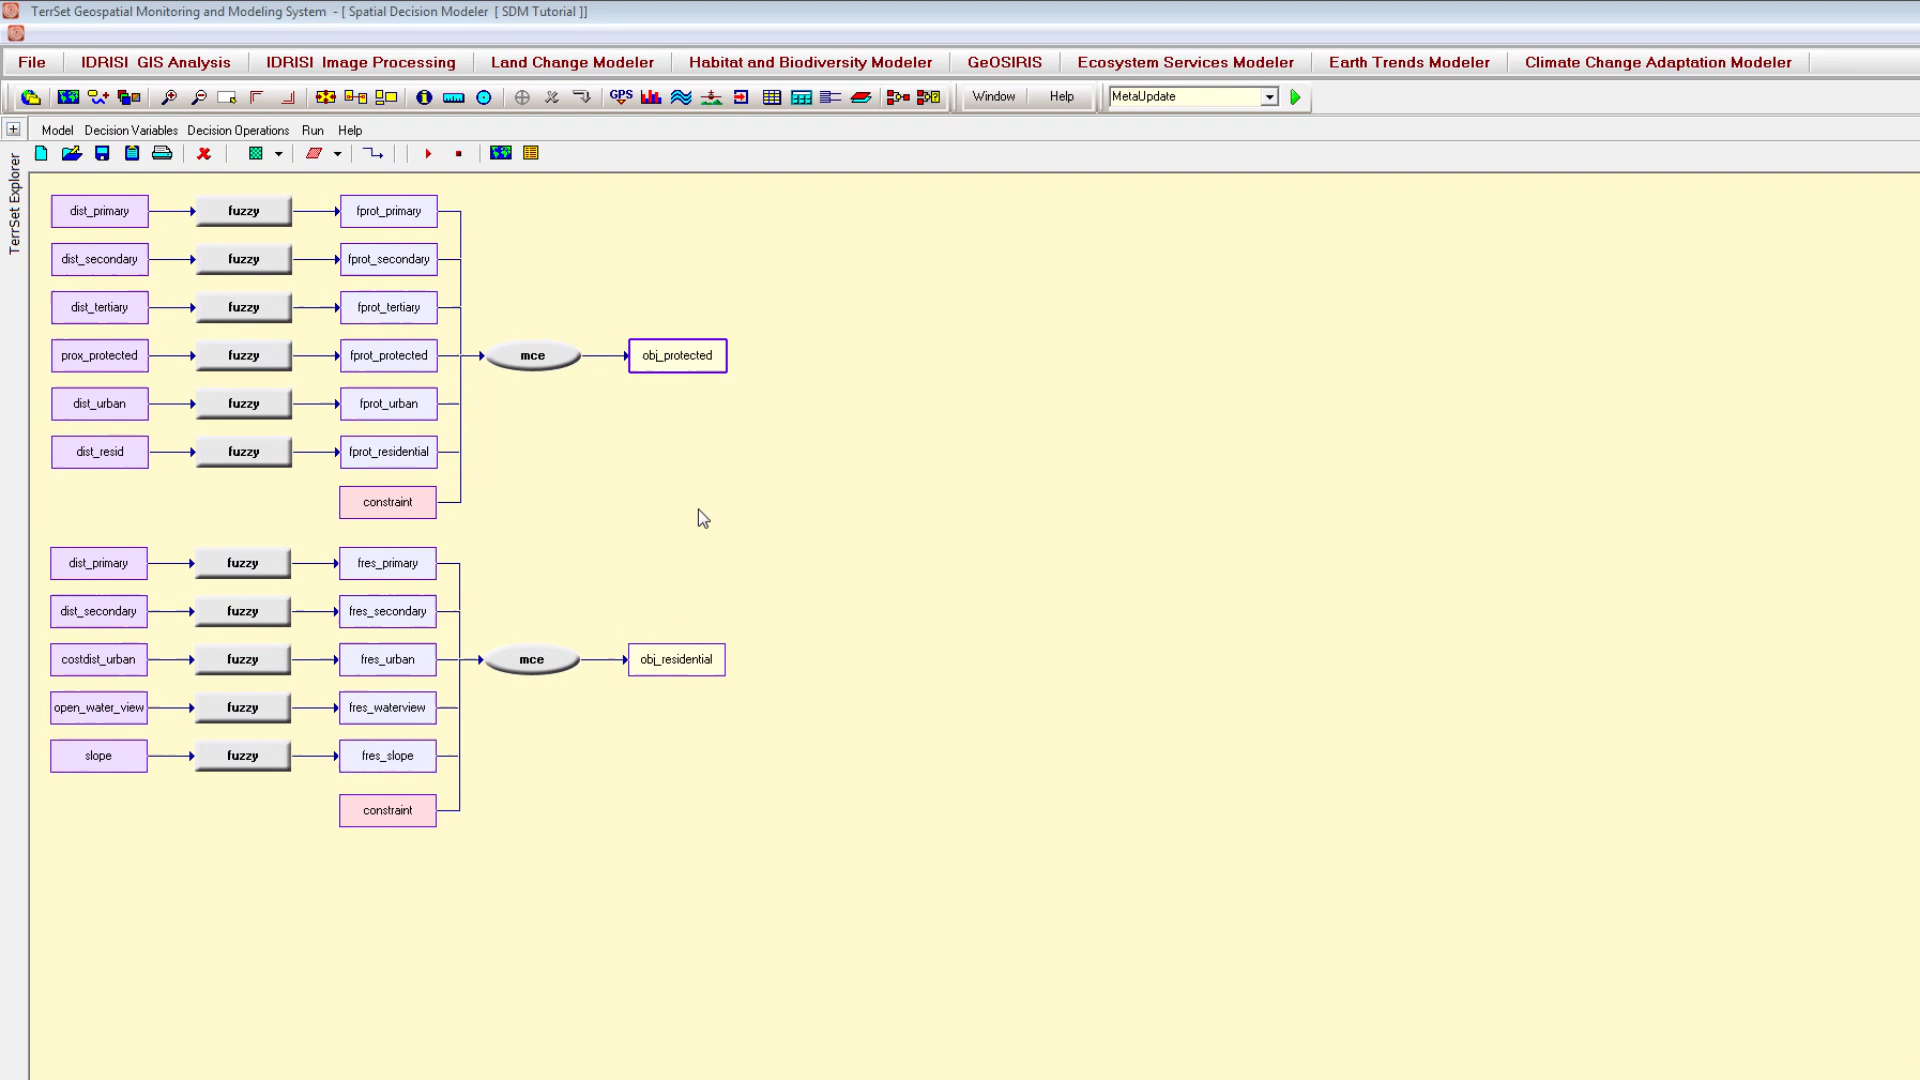 TerrSet Geospatial Monitoring and Modeling System - [ Spatial Decision Modeler [ SDM Tutorial ]]
File IDRISI GIS Analysis IDRISI Image Processing Land Change Modeler Habitat and Biodiversity Modeler GeOSIRIS Ecosystem Services Modeler Earth Trends Modeler Climate Change Adaptation Modeler
GPS Window Help MetaUpdate
Model Decision Variables Decision Operations Run Help
TerrSet Explorer
dist_primary fuzzy fprot_primary
dist_secondary fuzzy fprot_secondary
dist_tertiary fuzzy fprot_tertiary
prox_protected fuzzy fprot_protected mce obj_protected
dist_urban fuzzy fprot_urban
dist_resid fuzzy fprot_residential
constraint
dist_primary fuzzy fres_primary
dist_secondary fuzzy fres_secondary
costdist_urban fuzzy fres_urban mce obj_residential
open_water_view fuzzy fres_waterview
slope fuzzy fres_slope
constraint